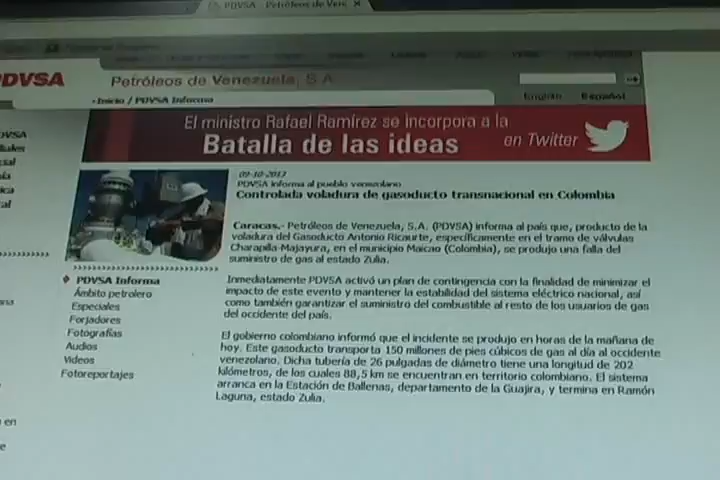 PDVSA - Petróleos de Vene
PDVSA
Petróleos de Venezuela, S.A.
Inicio / PDVSA Informa
English Español
El ministro Rafael Ramírez se incorpora a la
Batalla de las ideas
en Twitter
09-10-2012
PDVSA informa al pueblo venezolano
Controlada voladura de gasoducto transnacional en Colombia
Caracas.- Petróleos de Venezuela, S.A. (PDVSA) informa al país que, producto de la
voladura del Gasoducto Antonio Ricaurte, específicamente en el tramo de válvulas
Charapilla-Majayura, en el municipio Maicao (Colombia), se produjo una falla del
suministro de gas al estado Zulia.
Inmediatamente PDVSA activó un plan de contingencia con la finalidad de minimizar el
impacto de este evento y mantener la estabilidad del sistema eléctrico nacional, así
como también garantizar el suministro del combustible al resto de los usuarios de gas
del occidente del país.
El gobierno colombiano informó que el incidente se produjo en horas de la mañana de
hoy. Este gasoducto transporta 150 millones de pies cúbicos de gas al día al occidente
venezolano. Dicha tubería de 26 pulgadas de diámetro tiene una longitud de 202
kilómetros, de los cuales 88,5 km se encuentran en territorio colombiano. El sistema
arranca en la Estación de Ballenas, departamento de la Guajira, y termina en Ramón
Laguna, estado Zulia.
PDVSA Informa
Ámbito petrolero
Especiales
Forjadores
Fotografías
Audios
Videos
Fotoreportajes